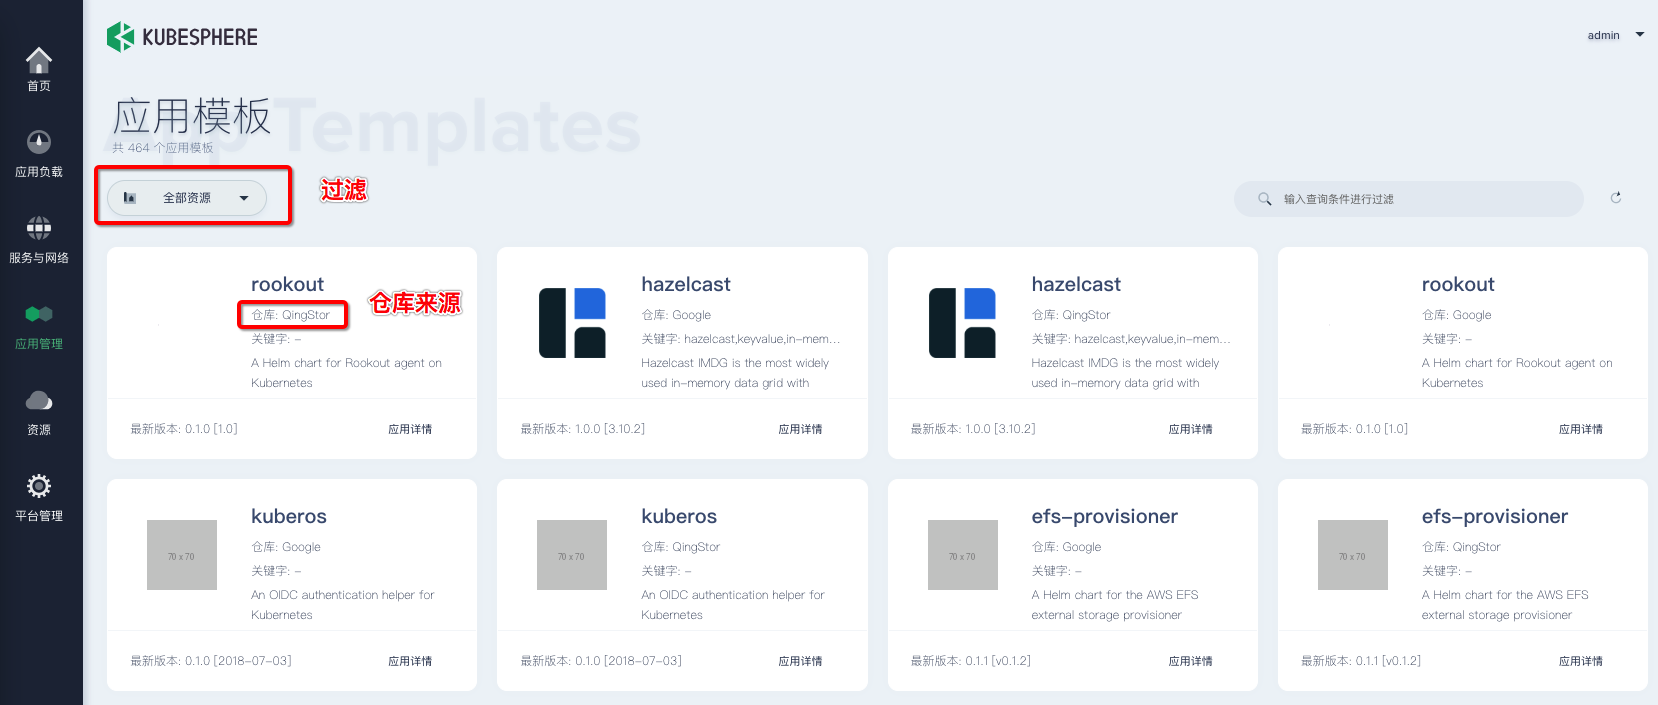 KUBESPHERE
admin
首页
应用负载
服务与网络
应用管理
资源
平台管理
App Templates
应用模板
共 464 个应用模板
全部资源
过滤
输入查询条件进行过滤
rookout
仓库: QingStor
仓库来源
关键字: -
A Helm chart for Rookout agent on
Kubernetes
最新版本: 0.1.0 [1.0]
应用详情
hazelcast
仓库: Google
关键字: hazelcast,keyvalue,in-mem...
Hazelcast IMDG is the most widely
used in-memory data grid with
最新版本: 1.0.0 [3.10.2]
应用详情
hazelcast
仓库: QingStor
关键字: hazelcast,keyvalue,in-mem...
Hazelcast IMDG is the most widely
used in-memory data grid with
最新版本: 1.0.0 [3.10.2]
应用详情
rookout
仓库: Google
关键字: -
A Helm chart for Rookout agent on
Kubernetes
最新版本: 0.1.0 [1.0]
应用详情
70 x 70
kuberos
仓库: Google
关键字: -
An OIDC authentication helper for
Kubernetes
最新版本: 0.1.0 [2018-07-03]
应用详情
70 x 70
kuberos
仓库: QingStor
关键字: -
An OIDC authentication helper for
Kubernetes
最新版本: 0.1.0 [2018-07-03]
应用详情
70 x 70
efs-provisioner
仓库: Google
关键字: -
A Helm chart for the AWS EFS
external storage provisioner
最新版本: 0.1.1 [v0.1.2]
应用详情
70 x 70
efs-provisioner
仓库: QingStor
关键字: -
A Helm chart for the AWS EFS
external storage provisioner
最新版本: 0.1.1 [v0.1.2]
应用详情